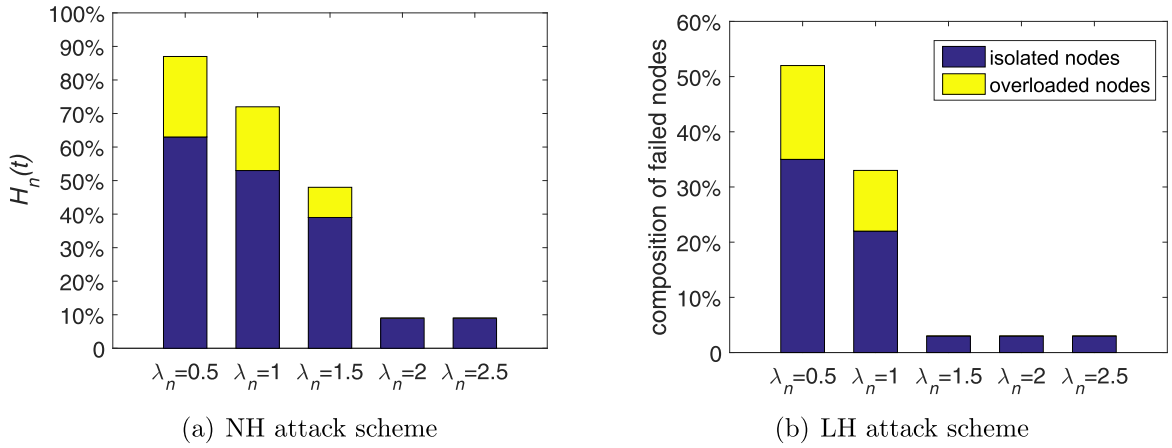 100%
90%
80%
70%
60%
50%
40%
30%
20%
10%
0
H_n(t)
λ_n=0.5 λ_n=1 λ_n=1.5 λ_n=2 λ_n=2.5
(a) NH attack scheme
60%
50%
40%
30%
20%
10%
0
composition of failed nodes
isolated nodes
overloaded nodes
λ_n=0.5 λ_n=1 λ_n=1.5 λ_n=2 λ_n=2.5
(b) LH attack scheme